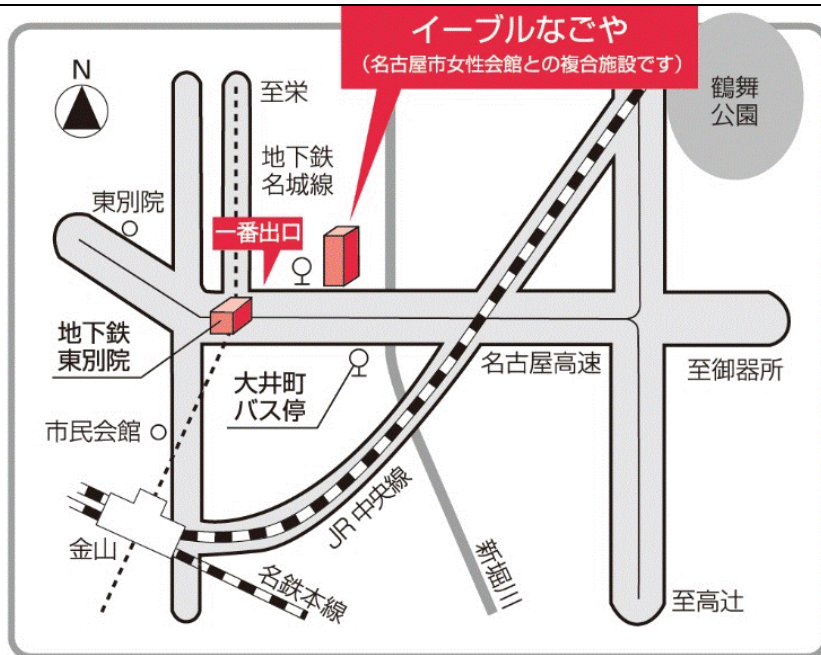 イーブルなごや
（名古屋市女性会館との複合施設です）
N
至栄
鶴舞
公園
地下鉄
名城線
東別院
一番出口
地下鉄
東別院
大井町
バス停
名古屋高速
至御器所
市民会館
JR中央線
金山
名鉄本線
新堀川
至高辻